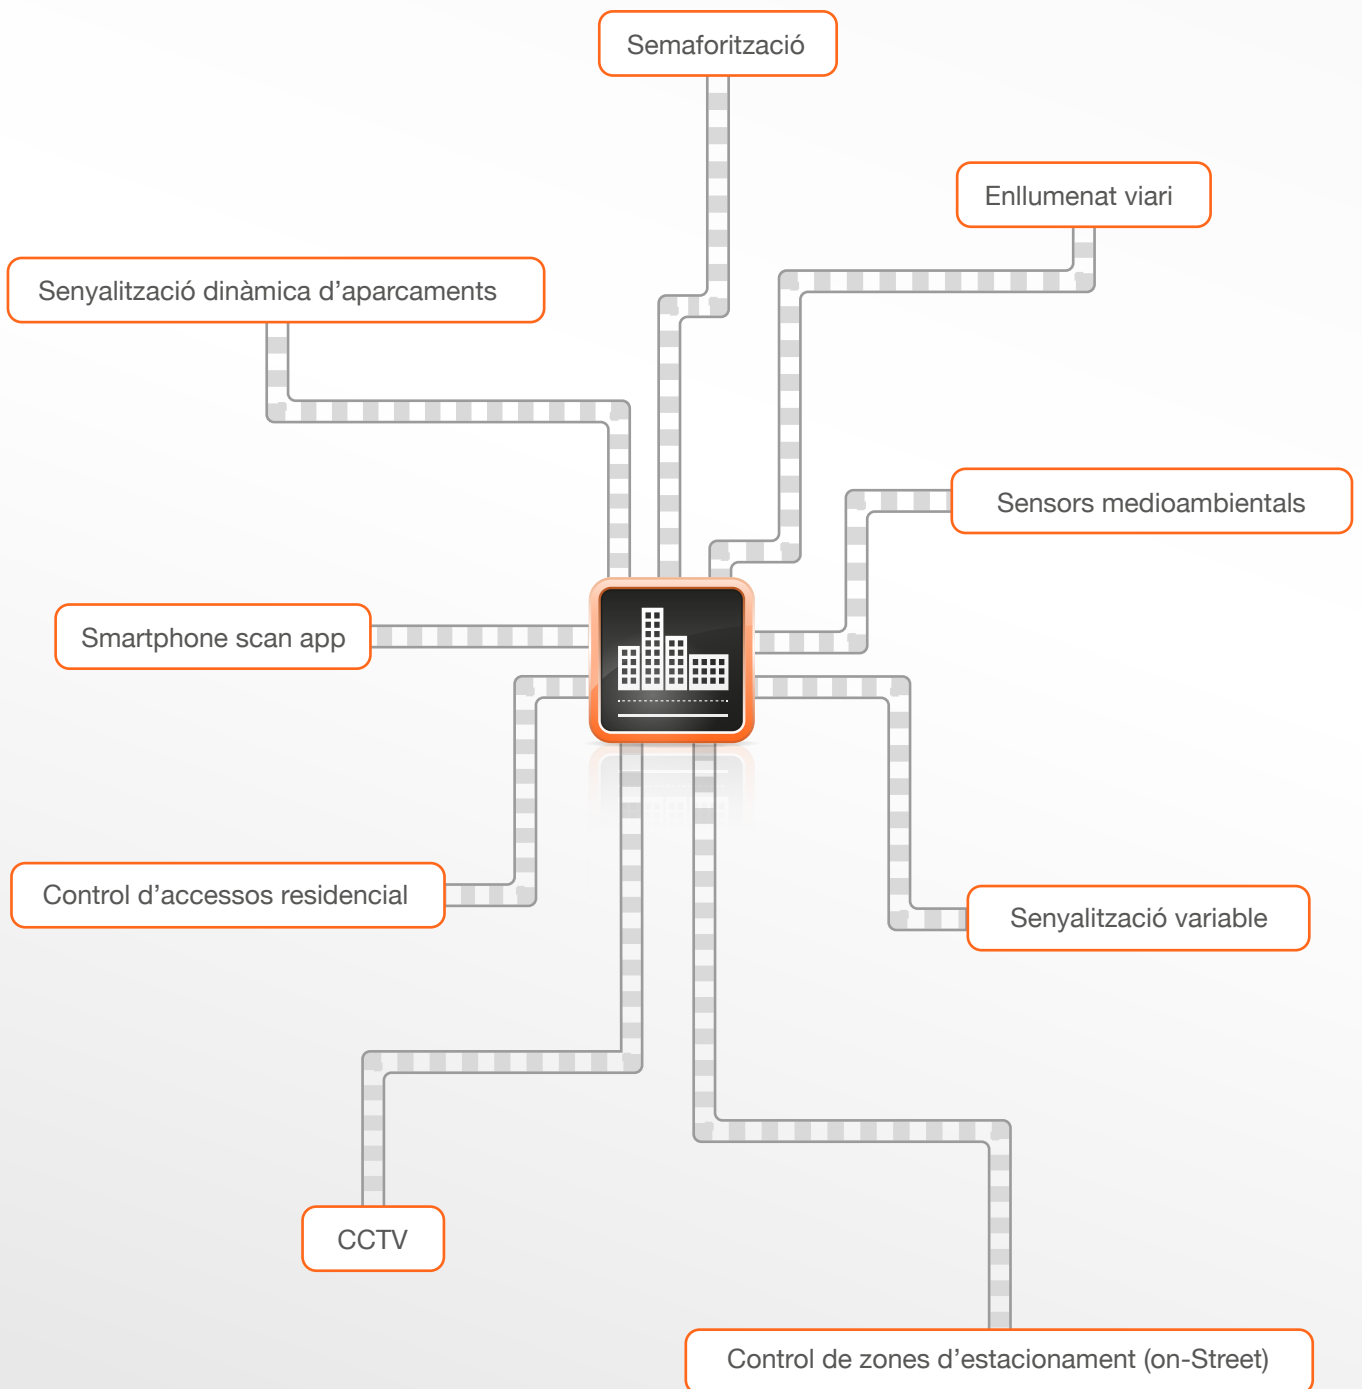 Semaforització
Enllumenat viari
Senyalització dinàmica d’aparcaments
Sensors medioambientals
Smartphone scan app
Control d’accessos residencial
Senyalització variable
CCTV
Control de zones d’estacionament (on-Street)